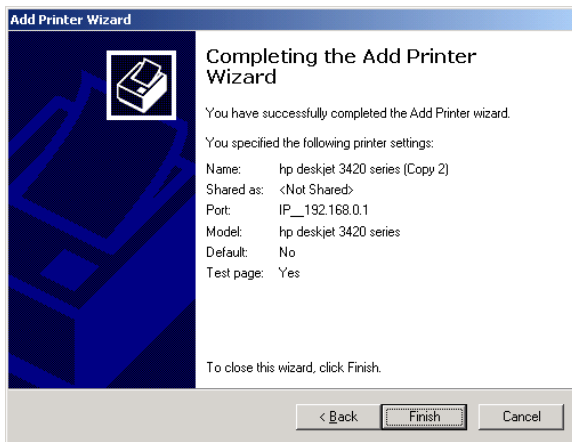 Add Printer Wizard
Completing the Add Printer
Wizard
You have successfully completed the Add Printer wizard.
You specified the following printer settings:
Name: hp deskjet 3420 series (Copy 2)
Shared as: <Not Shared>
Port: IP__192.168.0.1
Model: hp deskjet 3420 series
Default: No
Test page: Yes
To close this wizard, click Finish.
< Back Finish Cancel